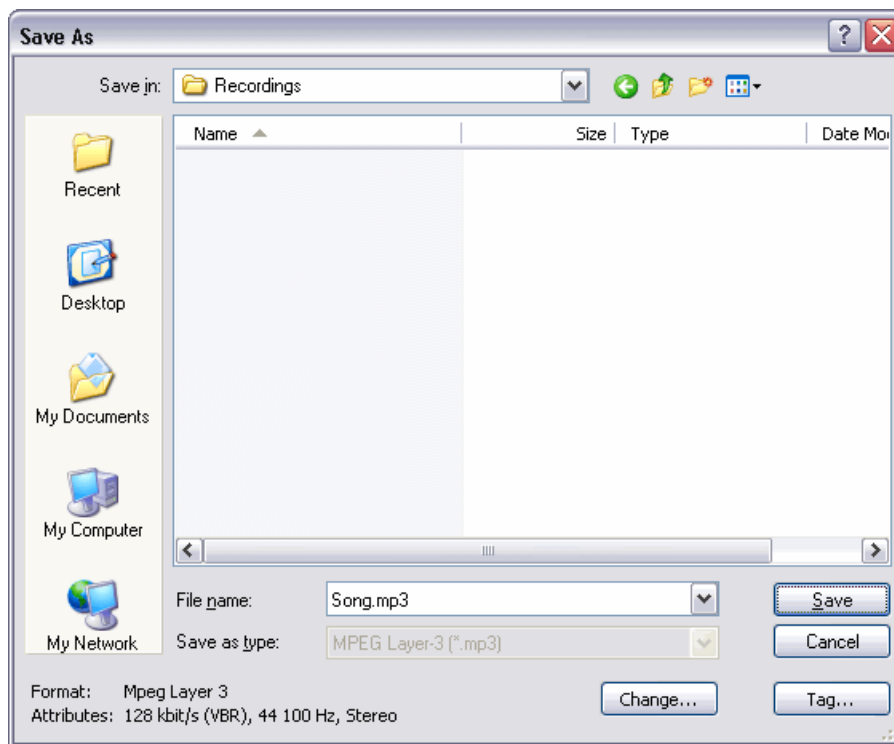 Save As
Save in: Recordings
Name Size Type Date Mo
Recent
Desktop
My Documents
My Computer
My Network
File name: Song.mp3 Save
Save as type: MPEG Layer-3 (*.mp3) Cancel
Format: Mpeg Layer 3
Attributes: 128 kbit/s (VBR), 44 100 Hz, Stereo
Change... Tag...